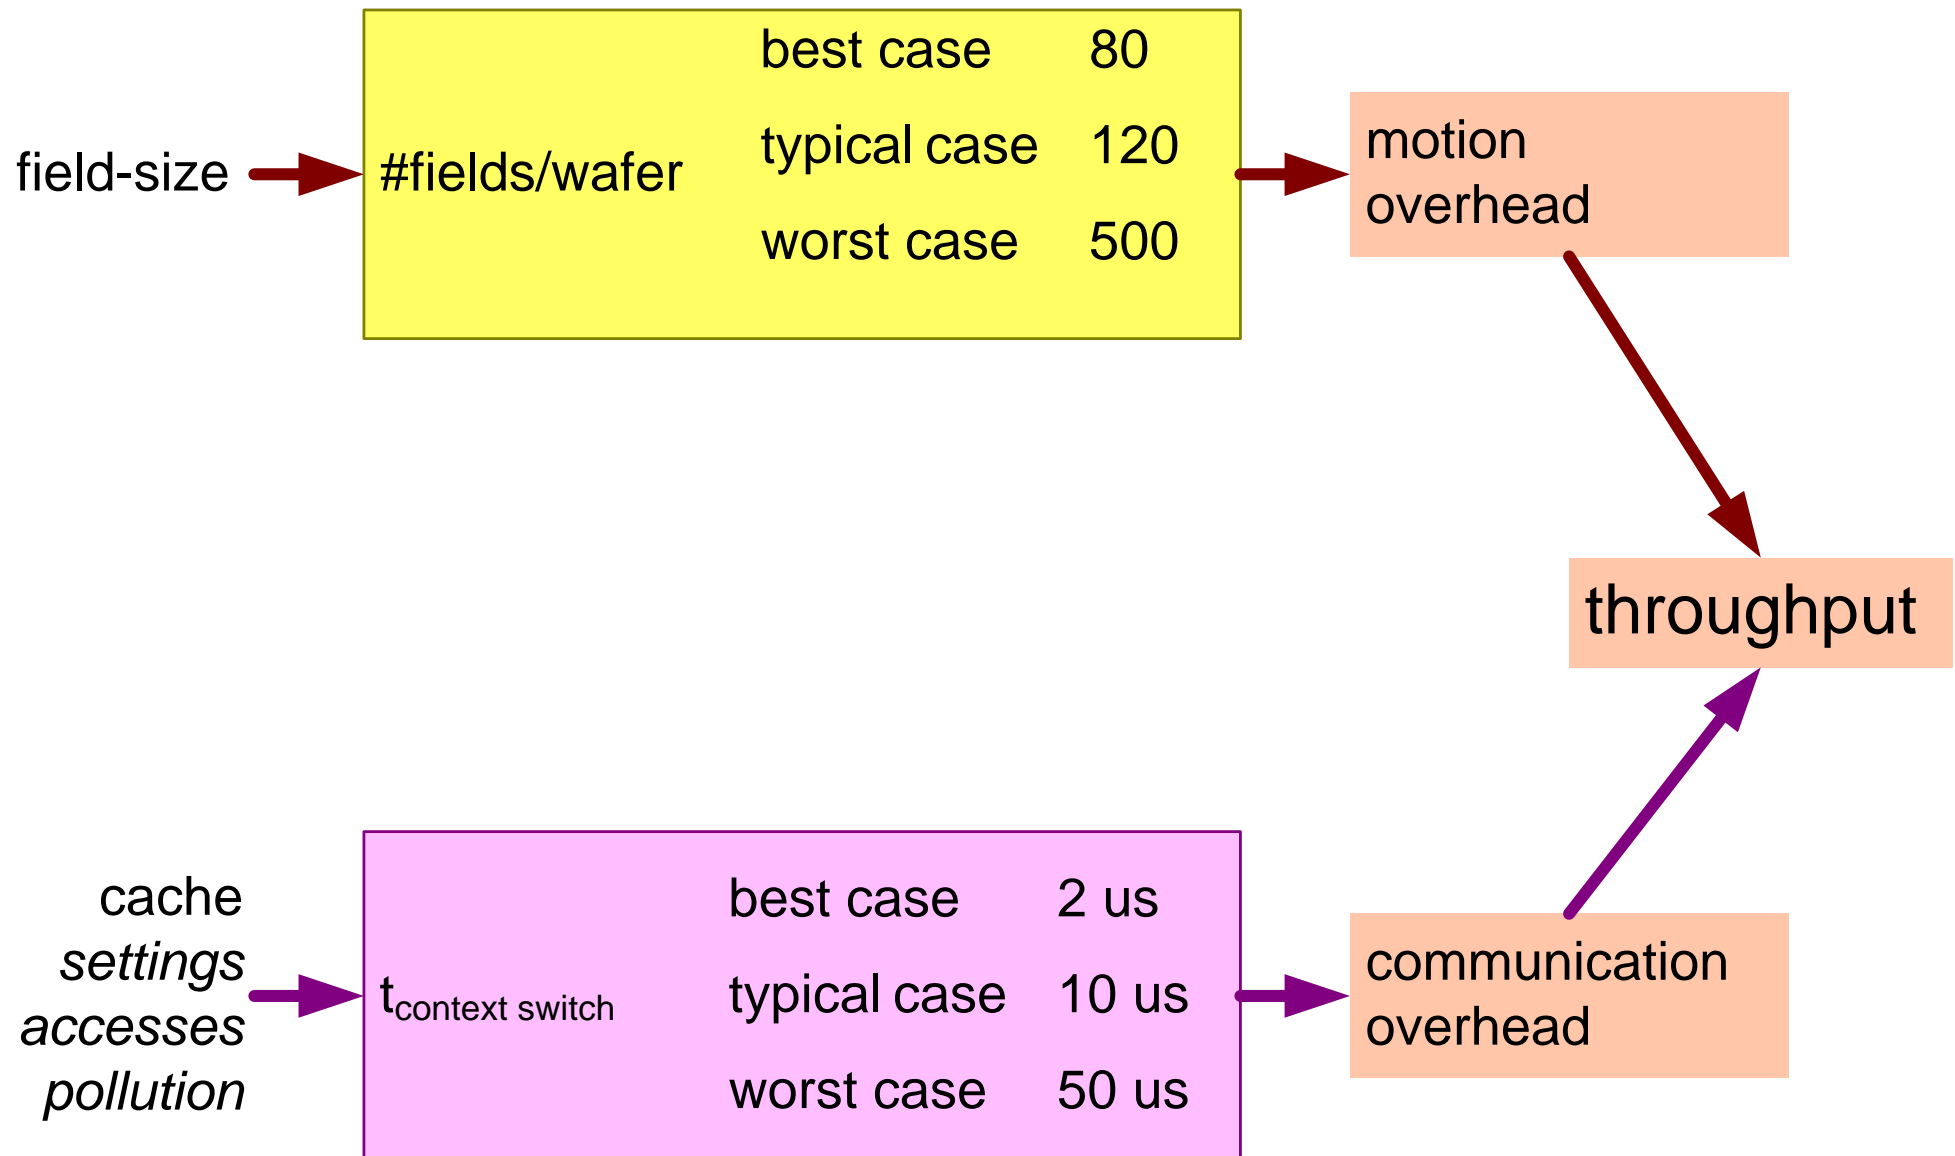 best case 80
field-size #fields/wafer typical case 120
worst case 500
motion
overhead
throughput
cache
settings
accesses
pollution
t context switch
best case 2 us
typical case 10 us
worst case 50 us
communication
overhead